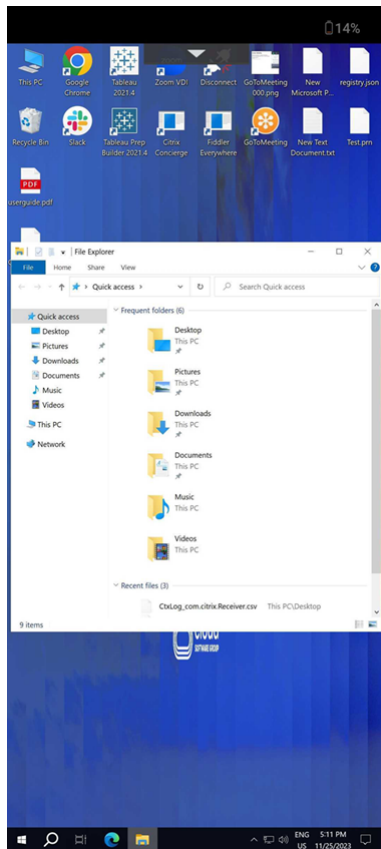 14%
This PC
Google Chrome
Tableau 2021.4
Zoom VDI
Disconnect
GoToMeeting 000.png
New Microsoft P...
registry.json
Recycle Bin
Slack
Tableau Prep Builder 2021.4
Citrix Concierge
Fiddler Everywhere
GoToMeeting
New Text Document.txt
Test.prn
PDF
userguide.pdf
File Explorer
File Home Share View
Quick access
Search Quick access
Quick access
Desktop
Pictures
Downloads
Documents
Music
Videos
This PC
Network
Frequent folders (6)
Desktop
This PC
Pictures
This PC
Downloads
This PC
Documents
This PC
Music
This PC
Videos
This PC
Recent files (3)
CtxLog_com.citrix.Receiver.csv This PC\Desktop
9 items
SOFTWARE GROUP
ENG 5:11 PM
US 11/25/2023